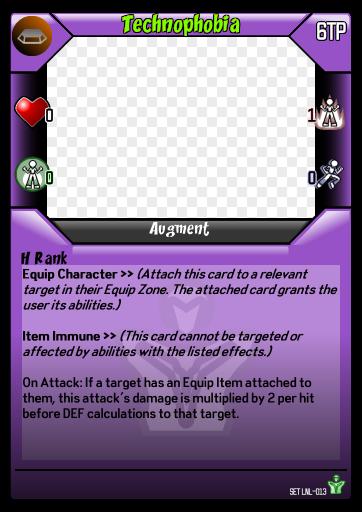 Technophobia
6TP
0
1
0
0
Augment
H Rank
Equip Character >> (Attach this card to a relevant
target in their Equip Zone. The attached card grants the
user its abilities.)
Item Immune >> (This card cannot be targeted or
affected by abilities with the listed effects.)
On Attack: If a target has an Equip Item attached to
them, this attack's damage is multiplied by 2 per hit
before DEF calculations to that target.
SET LNL-013